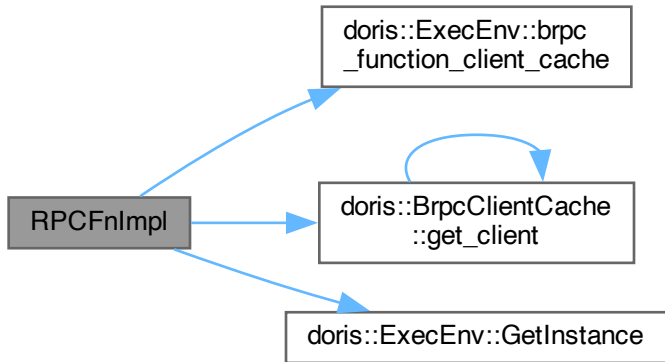 doris::ExecEnv::brpc
_function_client_cache
RPCFnImpl
doris::BrpcClientCache
::get_client
doris::ExecEnv::GetInstance